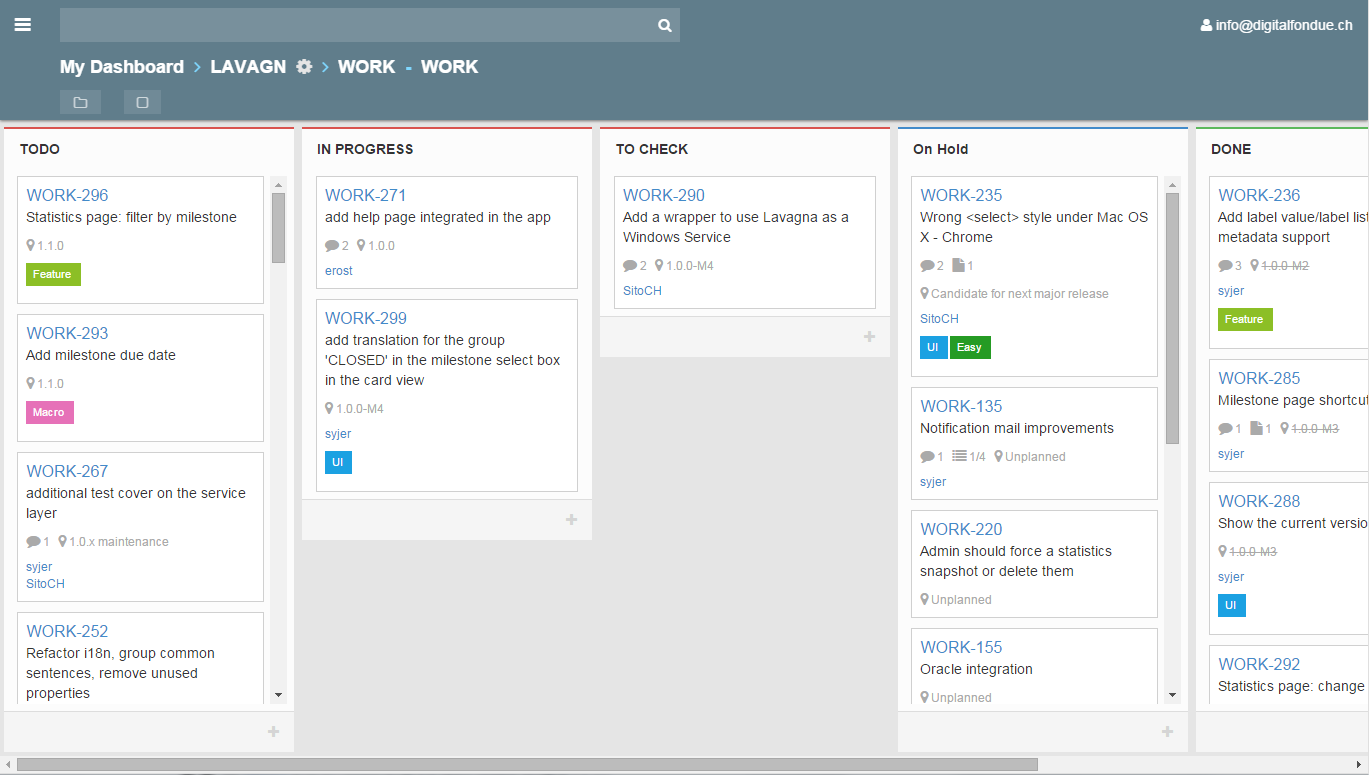 info@digitalfondue.ch
My Dashboard > LAVAGN > WORK - WORK
TODO
WORK-296
Statistics page: filter by milestone
1.1.0
Feature
WORK-293
Add milestone due date
1.1.0
Macro
WORK-267
additional test cover on the service
layer
1 1.0.x maintenance
syjer
SitoCH
WORK-252
Refactor i18n, group common
sentences, remove unused
properties
IN PROGRESS
WORK-271
add help page integrated in the app
2 1.0.0
erost
WORK-299
add translation for the group
'CLOSED' in the milestone select box
in the card view
1.0.0-M4
syjer
UI
TO CHECK
WORK-290
Add a wrapper to use Lavagna as a
Windows Service
2 1.0.0-M4
SitoCH
On Hold
WORK-235
Wrong <select> style under Mac OS
X - Chrome
2 1
Candidate for next major release
SitoCH
UI Easy
WORK-135
Notification mail improvements
1 1/4 Unplanned
syjer
WORK-220
Admin should force a statistics
snapshot or delete them
Unplanned
WORK-155
Oracle integration
Unplanned
DONE
WORK-236
Add label value/label lis
metadata support
3 1.0.0-M2
syjer
Feature
WORK-285
Milestone page shortcut
1 1 1.0.0-M3
syjer
WORK-288
Show the current versio
1.0.0-M3
syjer
UI
WORK-292
Statistics page: change